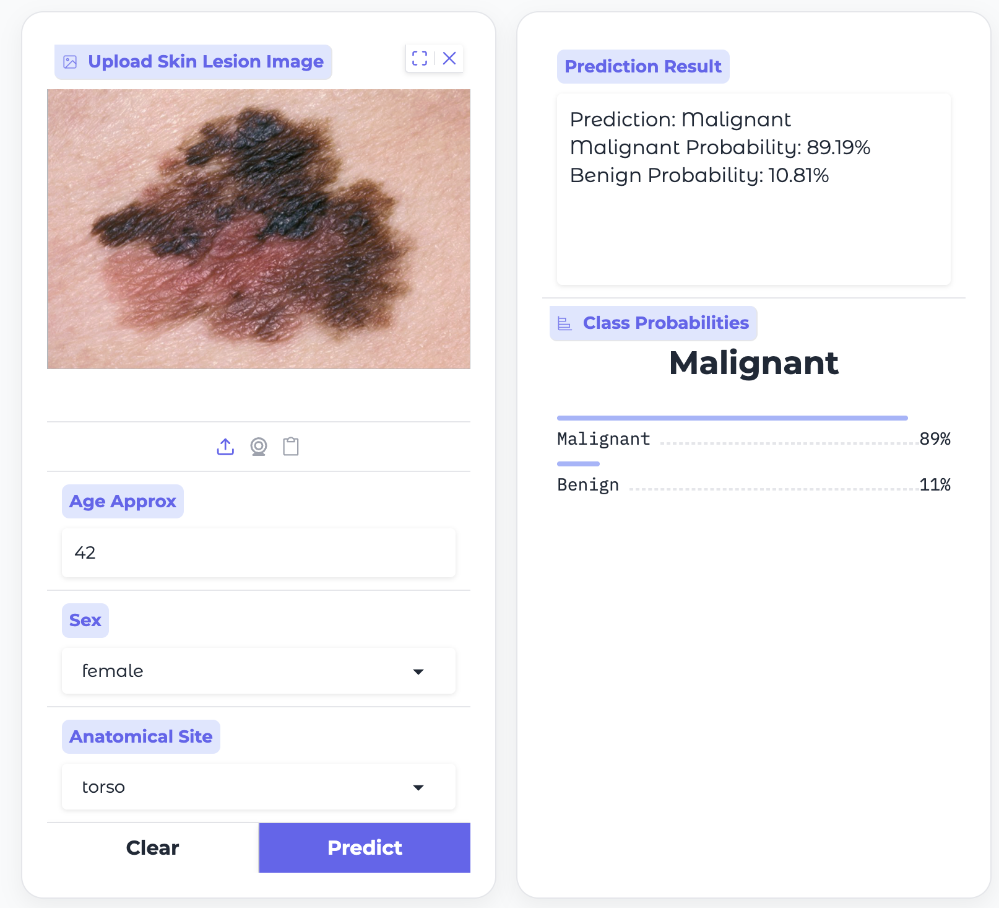 Upload Skin Lesion Image
Age Approx
42
Sex
female
Anatomical Site
torso
Clear
Predict
Prediction Result
Prediction: Malignant
Malignant Probability: 89.19%
Benign Probability: 10.81%
Class Probabilities
Malignant
Malignant 89%
Benign 11%